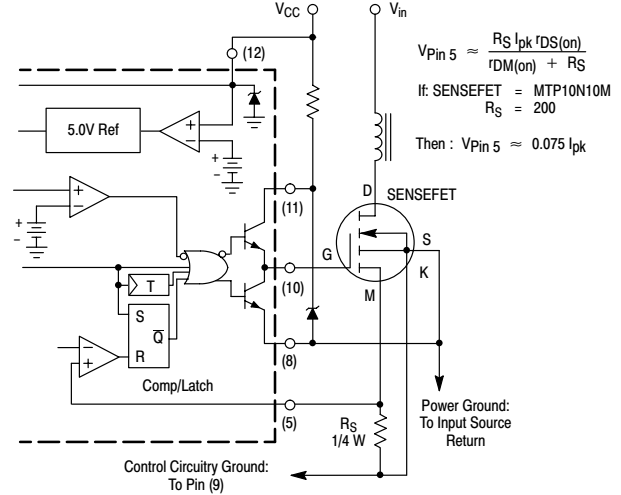 VCC
Vin
(12)
VPin 5 ≈ RS Ipk rDS(on)
rDM(on) + RS
If: SENSEFET = MTP10N10M
RS = 200
Then : VPin 5 ≈ 0.075 Ipk
5.0V Ref
+
–
+
–
+
–
+
–
D
SENSEFET
(11)
G
S
K
M
(10)
T
S
Q
R
–
+
Comp/Latch
(8)
(5)
RS
1/4 W
Power Ground:
To Input Source
Return
Control Circuitry Ground:
To Pin (9)